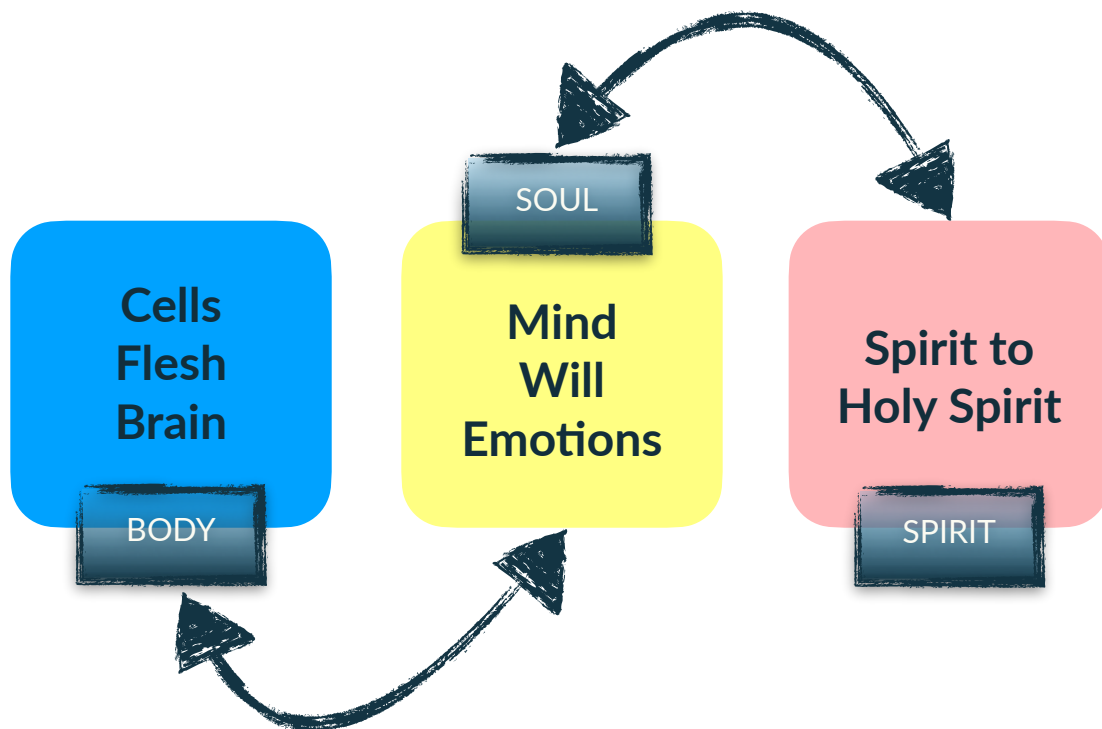 Cells
Flesh
Brain
BODY
SOUL
Mind
Will
Emotions
Spirit to
Holy Spirit
SPIRIT